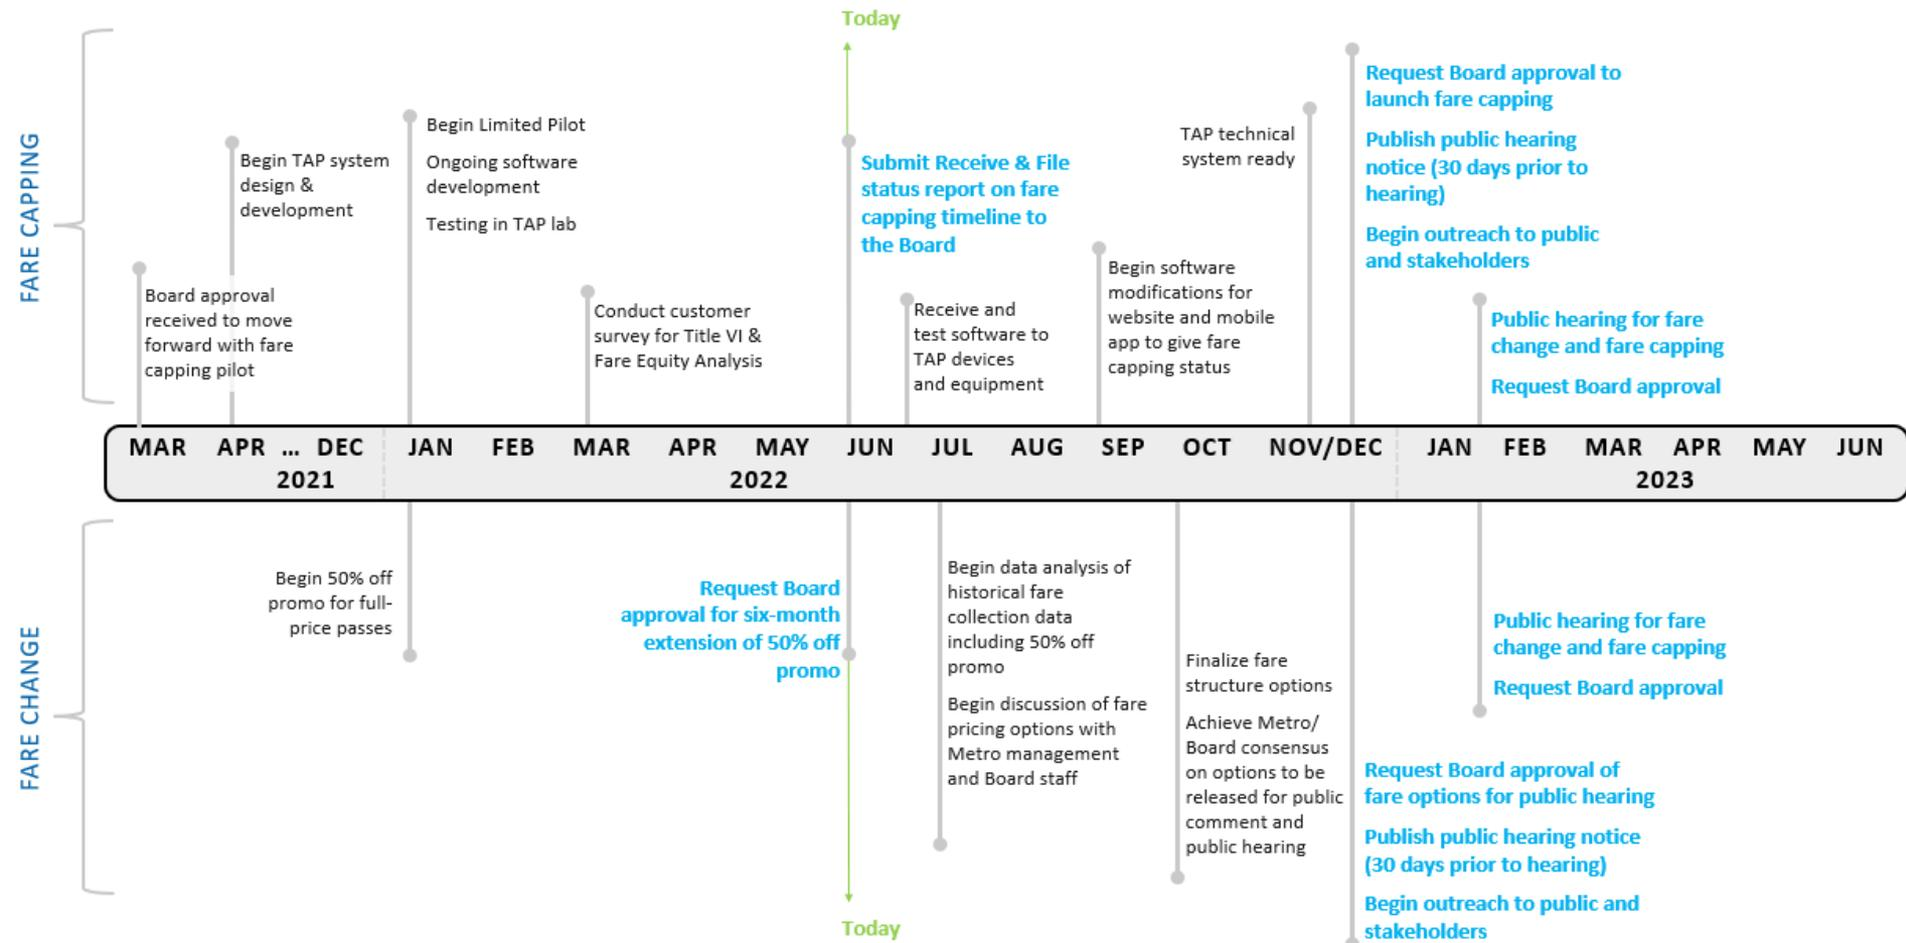 Today
FARE CAPPING
Board approval
received to move
forward with fare
capping pilot
Begin TAP system
design &
development
Begin Limited Pilot
Ongoing software
development
Testing in TAP lab
Conduct customer
survey for Title VI &
Fare Equity Analysis
Submit Receive & File
status report on fare
capping timeline to
the Board
Receive and
test software to
TAP devices
and equipment
Begin software
modifications for
website and mobile
app to give fare
capping status
TAP technical
system ready
Request Board approval to
launch fare capping
Publish public hearing
notice (30 days prior to
hearing)
Begin outreach to public
and stakeholders
Public hearing for fare
change and fare capping
Request Board approval
MAR APR ... DEC JAN FEB MAR APR MAY JUN JUL AUG SEP OCT NOV/DEC JAN FEB MAR APR MAY JUN
2021 2022 2023
FARE CHANGE
Begin 50% off
promo for full-
price passes
Request Board
approval for six-month
extension of 50% off
promo
Begin data analysis of
historical fare
collection data
including 50% off
promo
Begin discussion of fare
pricing options with
Metro management
and Board staff
Finalize fare
structure options
Achieve Metro/
Board consensus
on options to be
released for public
comment and
public hearing
Public hearing for fare
change and fare capping
Request Board approval
Request Board approval of
fare options for public hearing
Publish public hearing notice
(30 days prior to hearing)
Begin outreach to public and
stakeholders
Today